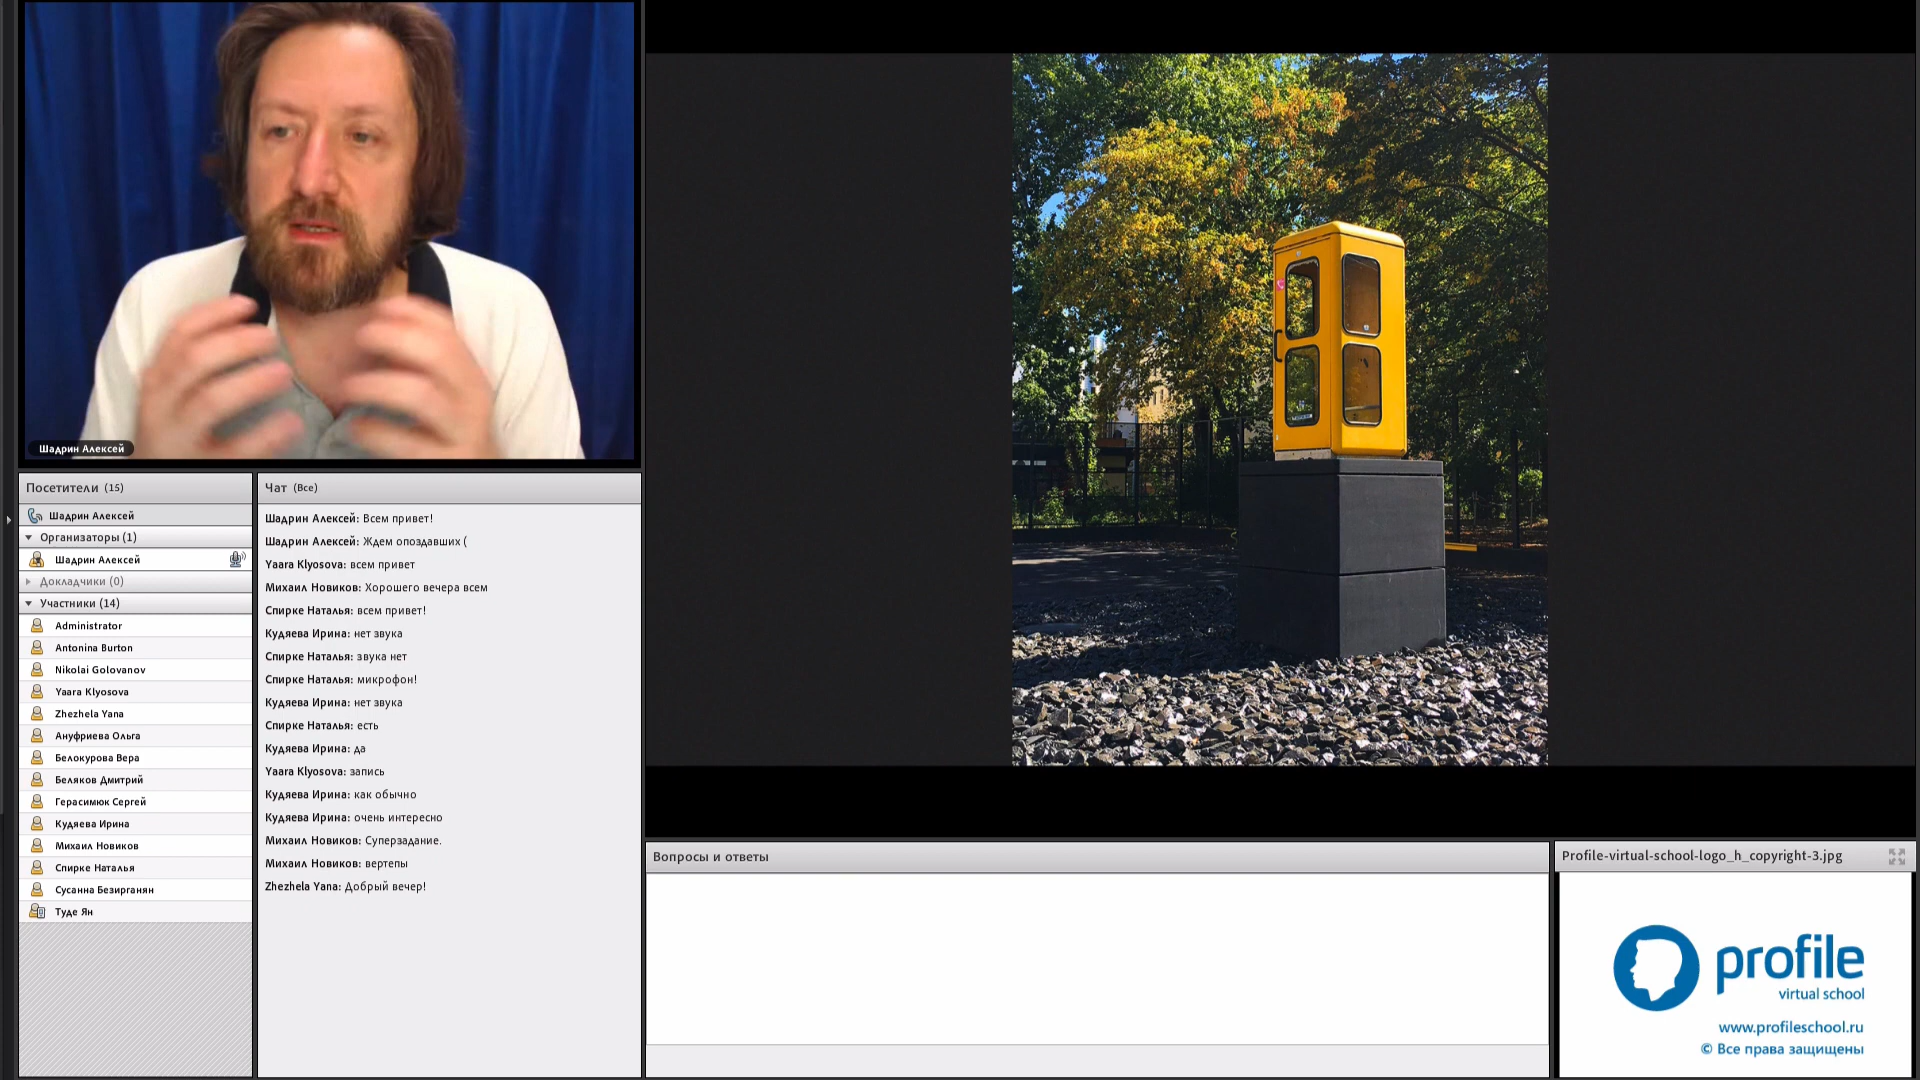 Шадрин Алексей
Посетители (15)
Шадрин Алексей
Организаторы (1)
Шадрин Алексей
Докладчики (0)
Участники (14)
Administrator
Antonina Burton
Nikolai Golovanov
Yaara Klyosova
Zhezhela Yana
Ануфриева Ольга
Белокурова Вера
Беляков Дмитрий
Герасимюк Сергей
Кудяева Ирина
Михаил Новиков
Спирке Наталья
Сусанна Безирганян
Туде Ян
Чат (Все)
Шадрин Алексей: Всем привет!
Шадрин Алексей: Ждем опоздавших (
Yaara Klyosova: всем привет
Михаил Новиков: Хорошего вечера всем
Спирке Наталья: всем привет!
Кудяева Ирина: нет звука
Спирке Наталья: звука нет
Спирке Наталья: микрофон!
Кудяева Ирина: нет звука
Спирке Наталья: есть
Кудяева Ирина: да
Yaara Klyosova: запись
Кудяева Ирина: как обычно
Кудяева Ирина: очень интересно
Михаил Новиков: Суперзадание.
Михаил Новиков: вертепы
Zhezhela Yana: Добрый вечер!
Вопросы и ответы
Profile-virtual-school-logo_h_copyright-3.jpg
profile
virtual school
www.profileschool.ru
© Все права защищены